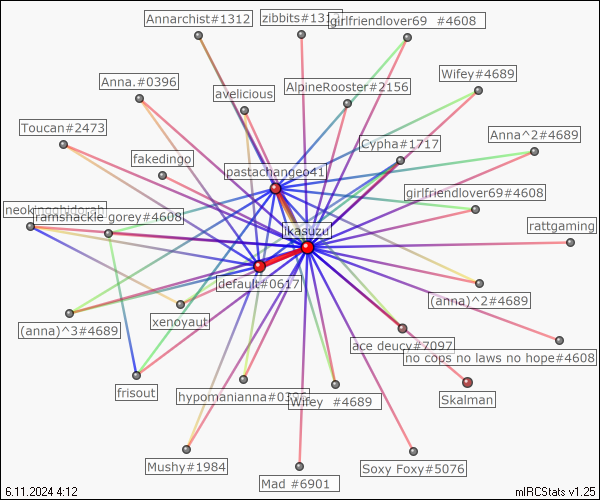 Annarchist#1312
zibbits#131
girlfriendlover69 #4608
Wifey#4689
Anna.#0396
avelicious
AlpineRooster#2156
Toucan#2473
Cypha#1717
Anna^2#4689
fakedingo
pastachangeo41
girlfriendlover69#4608
ramshackle gorey#4608
rattgaming
ikasuzu
default#0617
(anna)^2#4689
xenoyaut
(anna)^3#4689
ace deucy#7097
no cops no laws no hope#4608
frisout
hypomanianna#03
Wifey #4689
Skalman
Mushy#1984
Mad #6901
Soxy Foxy#5076
6.11.2024 4:12
mIRCStats v1.25